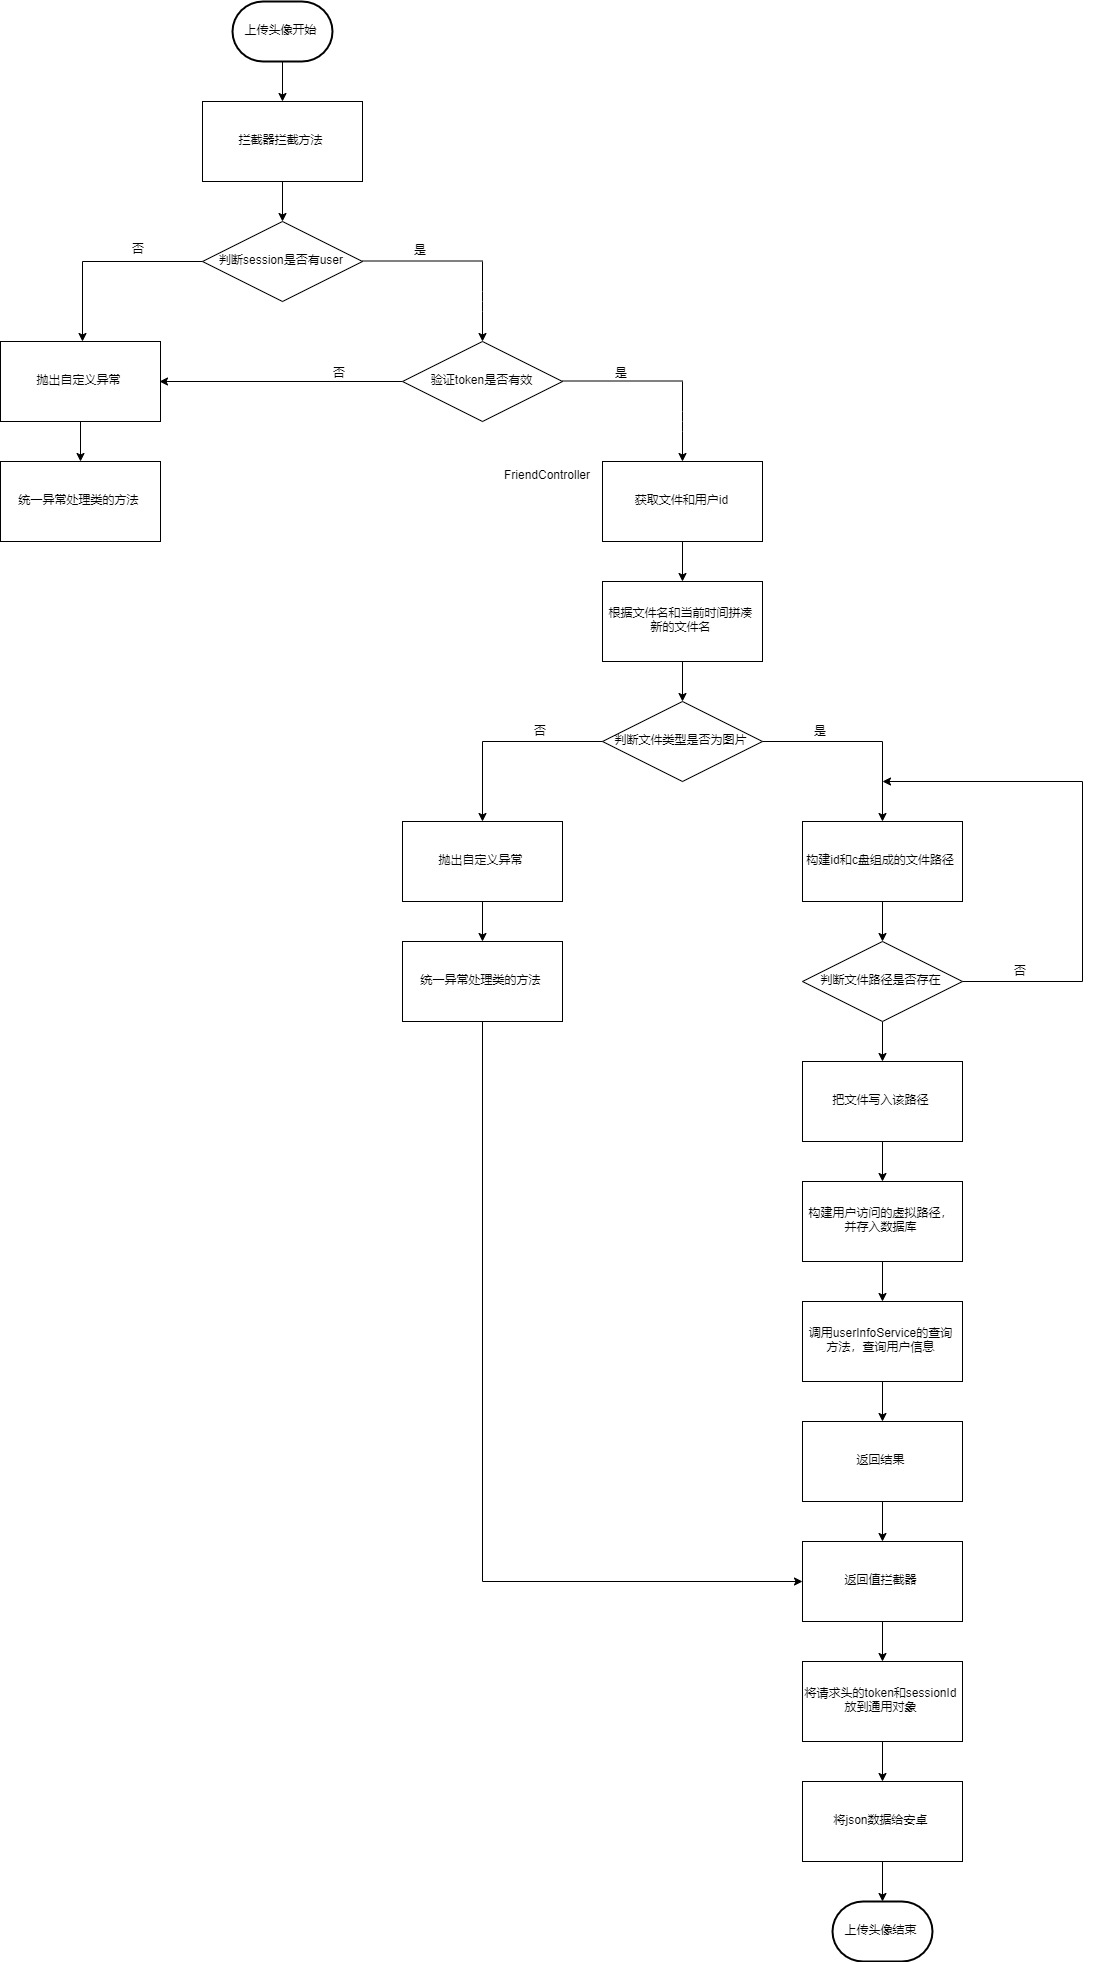 上传头像开始
拦截器拦截方法
否
是
判断session是否有user
抛出自定义异常
否
验证token是否有效
是
统一异常处理类的方法
FriendController
获取文件和用户id
根据文件名和当前时间拼凑
新的文件名
否
判断文件类型是否为图片
是
抛出自定义异常
构建id和c盘组成的文件路径
统一异常处理类的方法
判断文件路径是否存在
否
把文件写入该路径
构建用户访问的虚拟路径，
并存入数据库
调用userInfoService的查询
方法，查询用户信息
返回结果
返回值拦截器
将请求头的token和sessionId
放到通用对象
将json数据给安卓
上传头像结束